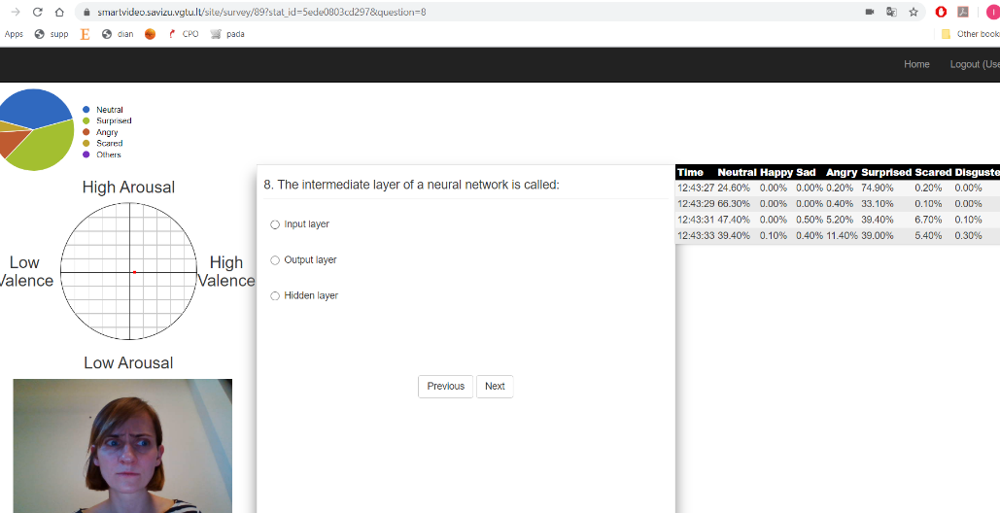 smartvideo.savizu.vgtu.lt/site/survey/89?stat_id=5ede0803cd297&question=8
Apps supp E dian CPO pada Other book
Home Logout (Use
Neutral
Surprised
Angry
Scared
Others
High Arousal
Low Valence
High Valence
Low Arousal
8. The intermediate layer of a neural network is called:
Input layer
Output layer
Hidden layer
Previous Next
Time Neutral Happy Sad Angry Surprised Scared Disguste
12:43:27 24.60% 0.00% 0.00% 0.20% 74.90% 0.20% 0.00%
12:43:29 66.30% 0.00% 0.00% 0.40% 33.10% 0.10% 0.00%
12:43:31 47.40% 0.00% 0.50% 5.20% 39.40% 6.70% 0.10%
12:43:33 39.40% 0.10% 0.40% 11.40% 39.00% 5.40% 0.30%